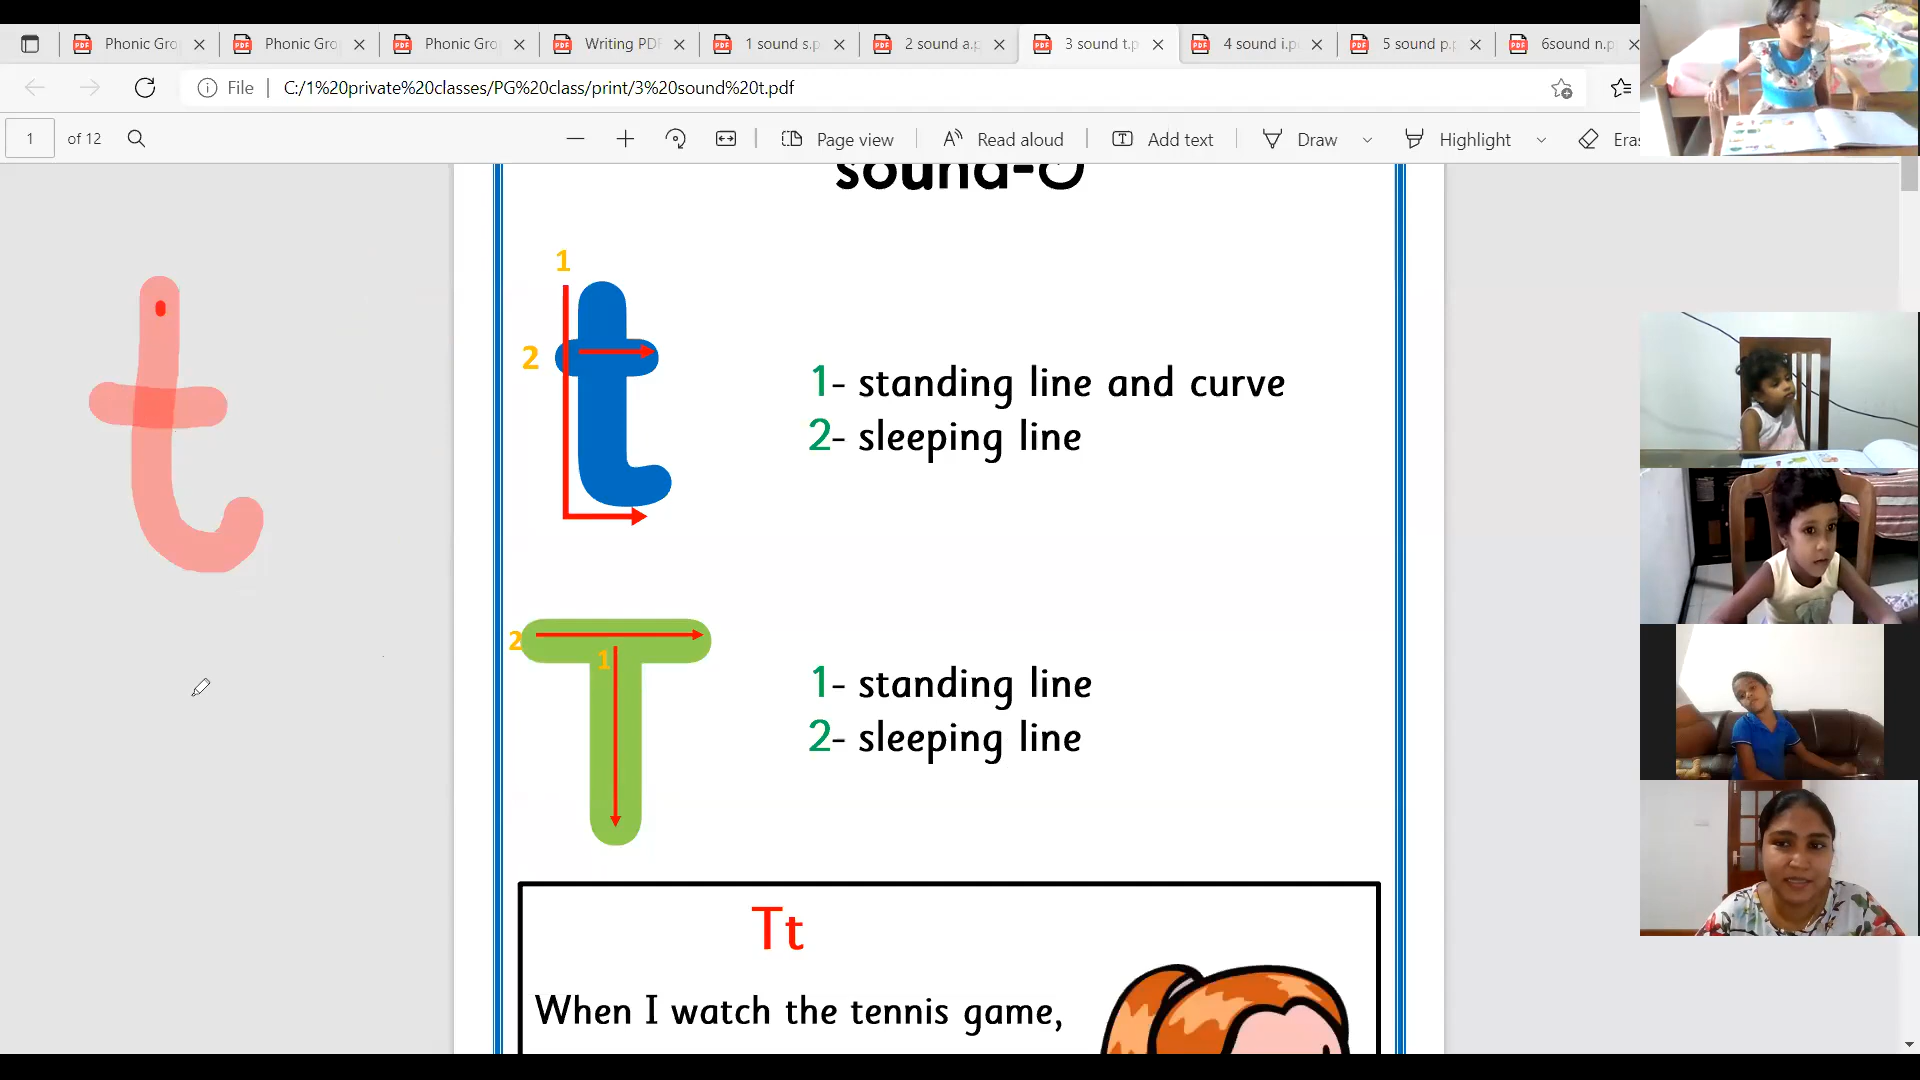 Phonic Gro
Phonic Gro
Phonic Gro
Writing PDF
1 sound s.p
2 sound a.p
3 sound t.p
4 sound i.p
5 sound p.p
6sound n.p
File
C:/1%20private%20classes/PG%20class/print/3%20sound%20t.pdf
1 of 12
Page view
Read aloud
Add text
Draw
Highlight
Eras
t
1
2
t
1- standing line and curve
2- sleeping line
2
1
T
1- standing line
2- sleeping line
Tt
When I watch the tennis game,